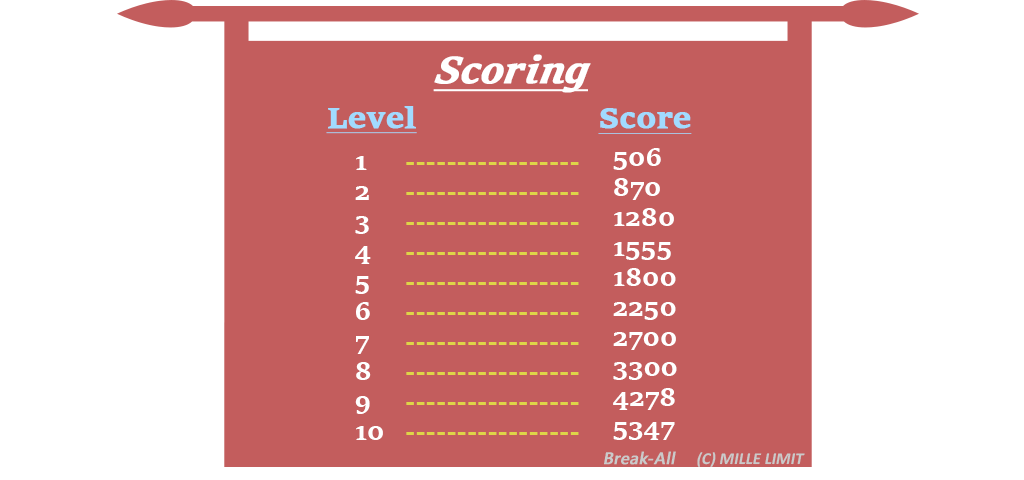 Scoring
Level Score
1 ----------------- 506
2 ----------------- 870
3 ----------------- 1280
4 ----------------- 1555
5 ----------------- 1800
6 ----------------- 2250
7 ----------------- 2700
8 ----------------- 3300
9 ----------------- 4278
10 ----------------- 5347
Break-All (C) MILLE LIMIT